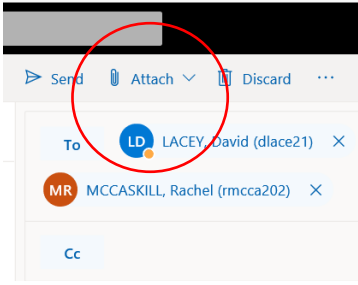 Send Attach Discard ...
To LD LACEY, David (dlace21) ×
MR MCCASKILL, Rachel (rmcca202) ×
Cc